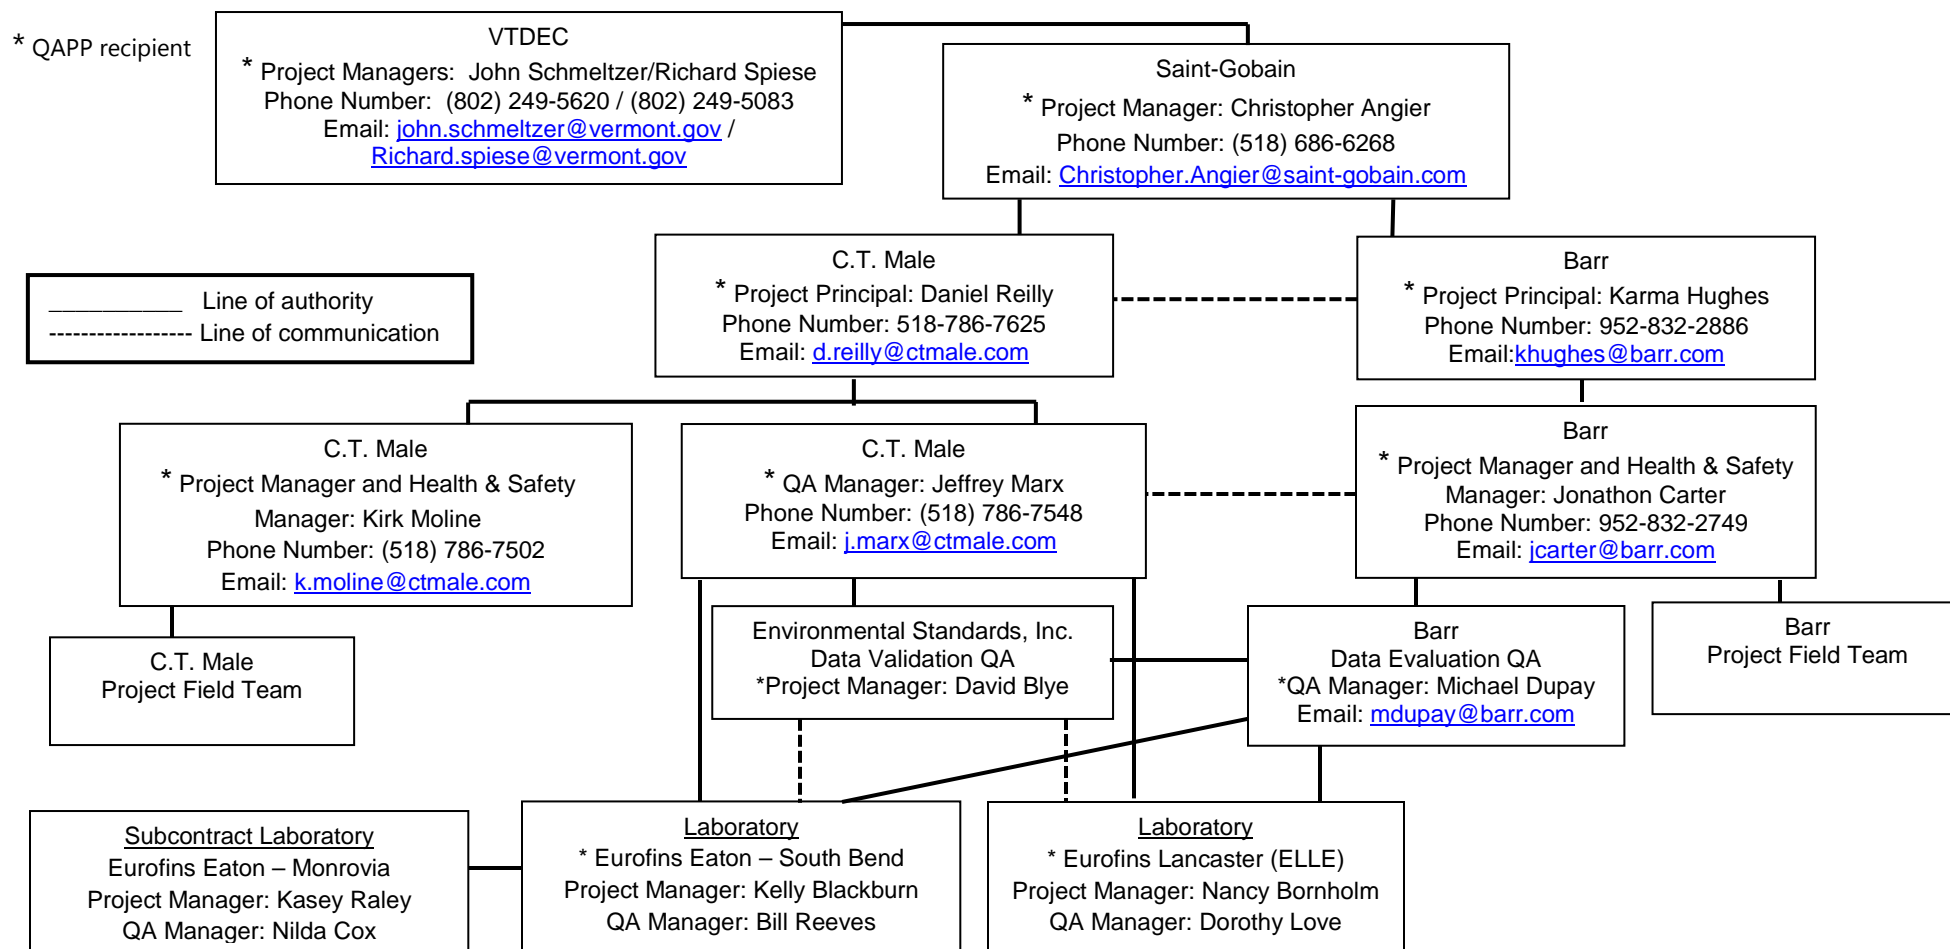 * QAPP recipient
VTDEC
* Project Managers: John Schmeltzer/Richard Spiese
Phone Number: (802) 249-5620 / (802) 249-5083
Email: john.schmeltzer@vermont.gov /
Richard.spiese@vermont.gov
Saint-Gobain
* Project Manager: Christopher Angier
Phone Number: (518) 686-6268
Email: Christopher.Angier@saint-gobain.com
__________ Line of authority
------------------ Line of communication
C.T. Male
* Project Principal: Daniel Reilly
Phone Number: 518-786-7625
Email: d.reilly@ctmale.com
Barr
* Project Principal: Karma Hughes
Phone Number: 952-832-2886
Email:khughes@barr.com
C.T. Male
* Project Manager and Health & Safety
Manager: Kirk Moline
Phone Number: (518) 786-7502
Email: k.moline@ctmale.com
C.T. Male
* QA Manager: Jeffrey Marx
Phone Number: (518) 786-7548
Email: j.marx@ctmale.com
Barr
* Project Manager and Health & Safety
Manager: Jonathon Carter
Phone Number: 952-832-2749
Email: jcarter@barr.com
C.T. Male
Project Field Team
Environmental Standards, Inc.
Data Validation QA
*Project Manager: David Blye
Barr
Data Evaluation QA
*QA Manager: Michael Dupay
Email: mdupay@barr.com
Barr
Project Field Team
Subcontract Laboratory
Eurofins Eaton – Monrovia
Project Manager: Kasey Raley
QA Manager: Nilda Cox
Laboratory
* Eurofins Eaton – South Bend
Project Manager: Kelly Blackburn
QA Manager: Bill Reeves
Laboratory
* Eurofins Lancaster (ELLE)
Project Manager: Nancy Bornholm
QA Manager: Dorothy Love